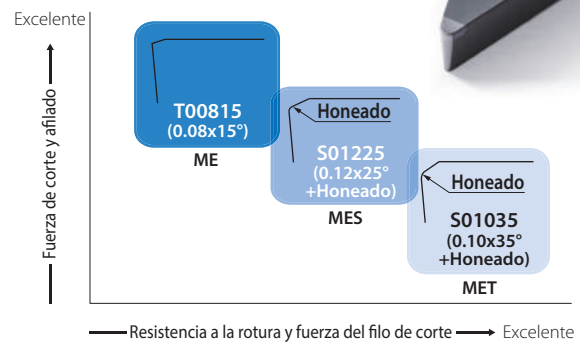 Excelente
Fuerza de corte y afilado
T00815
(0.08x15°)
ME
Honeado
S01225
(0.12x25°
+Honeado)
MES
Honeado
S01035
(0.10x35°
+Honeado)
MET
Resistencia a la rotura y fuerza del filo de corte
Excelente